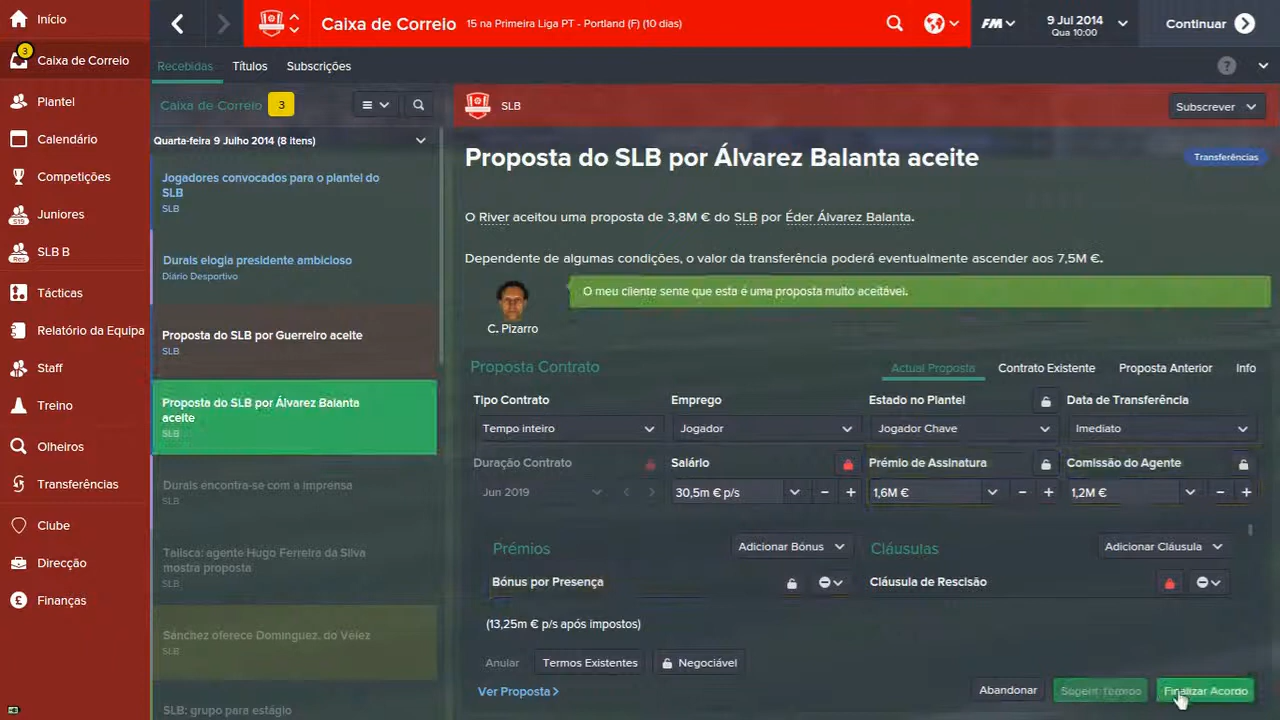 Início
3
Caixa de Correio
Plantel
Calendário
Competições
Juniores
SLB B
Tácticas
Relatório da Equipa
Staff
Treino
Olheiros
Transferências
Clube
Direcção
Finanças
Caixa de Correio
15 na Primeira Liga PT - Portland (F) (10 dias)
FM
9 Jul 2014
Qua 10:00
Continuar
Recebidas
Títulos
Subscrições
Caixa de Correio
3
Quarta-feira 9 Julho 2014 (8 itens)
Jogadores convocados para o plantel do
SLB
SLB
Durais elogia presidente ambicioso
Diário Desportivo
Proposta do SLB por Guerreiro aceite
SLB
Proposta do SLB por Álvarez Balanta
aceite
SLB
Durais encontra-se com a imprensa
SLB
Talisca: agente Hugo Ferreira da Silva
mostra proposta
SLB
Sánchez oferece Domínguez, do Vélez
SLB
SLB: grupo para estágio
SLB
Subscrever
Proposta do SLB por Álvarez Balanta aceite
Transferências
O River aceitou uma proposta de 3,8M € do SLB por Éder Álvarez Balanta.
Dependente de algumas condições, o valor da transferência poderá eventualmente ascender aos 7,5M €.
O meu cliente sente que esta é uma proposta muito aceitável.
C. Pizarro
Proposta Contrato
Actual Proposta
Contrato Existente
Proposta Anterior
Info
Tipo Contrato
Emprego
Estado no Plantel
Data de Transferência
Tempo inteiro
Jogador
Jogador Chave
Imediato
Duração Contrato
Salário
Prémio de Assinatura
Comissão do Agente
Jun 2019
30,5m € p/s
1,6M €
1,2M €
Prémios
Adicionar Bónus
Cláusulas
Adicionar Cláusula
Bónus por Presença
Cláusula de Rescisão
(13,25m € p/s após impostos)
Anular
Termos Existentes
Negociável
Ver Proposta >
Abandonar
Finalizar Acordo